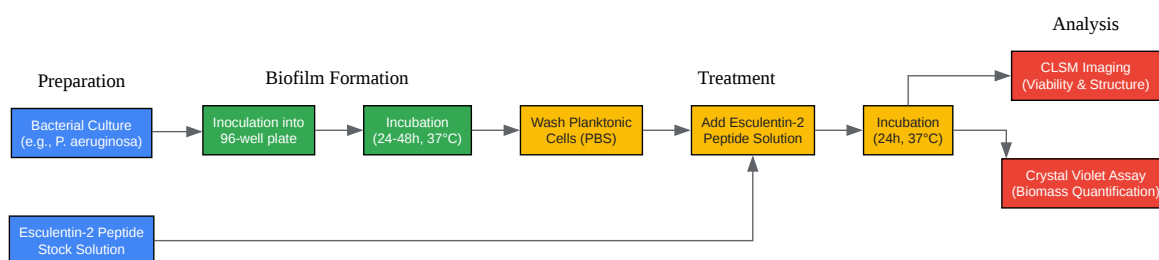 Analysis
Preparation
Biofilm Formation
Treatment
CLSM Imaging
(Viability & Structure)
Bacterial Culture
(e.g., P. aeruginosa)
Inoculation into
96-well plate
Incubation
(24-48h, 37°C)
Wash Planktonic
Cells (PBS)
Add Esculentin-2
Peptide Solution
Incubation
(24h, 37°C)
Crystal Violet Assay
(Biomass Quantification)
Esculentin-2 Peptide
Stock Solution